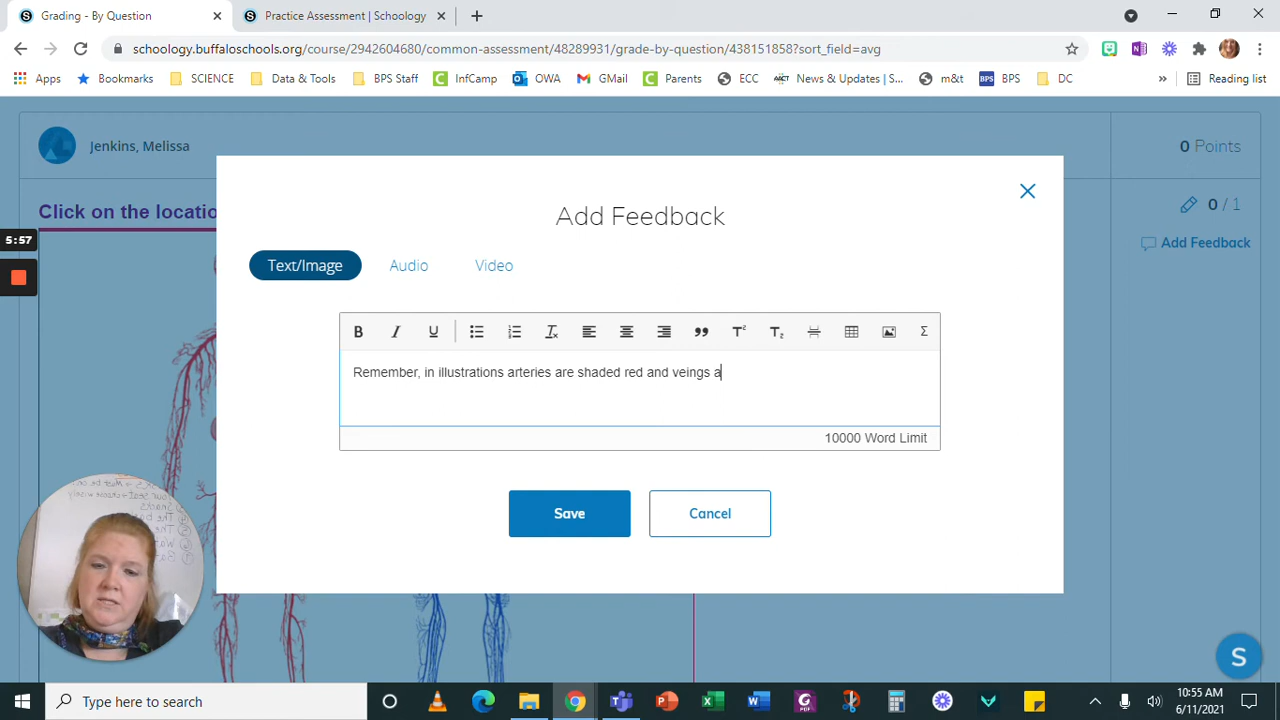 Grading - By Question
Practice Assessment | Schoology
schoology.buffaloschools.org/course/2942604680/common-assessment/48289931/grade-by-question/438151858?sort_field=avg
Apps Bookmarks SCIENCE Data & Tools BPS Staff InfCamp OWA GMail Parents ECC News & Updates | S... m&t BPS DC » Reading list
Jenkins, Melissa
0 Points
Click on the locatio
0 / 1
5:57
Add Feedback
Add Feedback
Text/Image Audio Video
B I U Σ
Remember, in illustrations arteries are shaded red and veings a
10000 Word Limit
Save Cancel
Type here to search
10:55 AM
6/11/2021